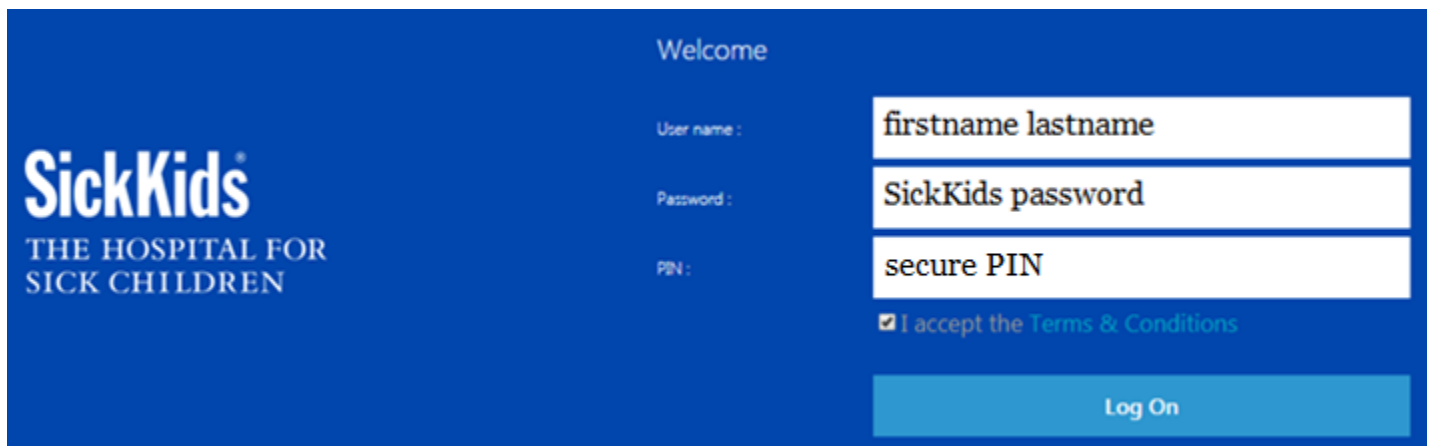 SickKids®
THE HOSPITAL FOR
SICK CHILDREN
Welcome
User name : firstname lastname
Password : SickKids password
PIN : secure PIN
I accept the Terms & Conditions
Log On